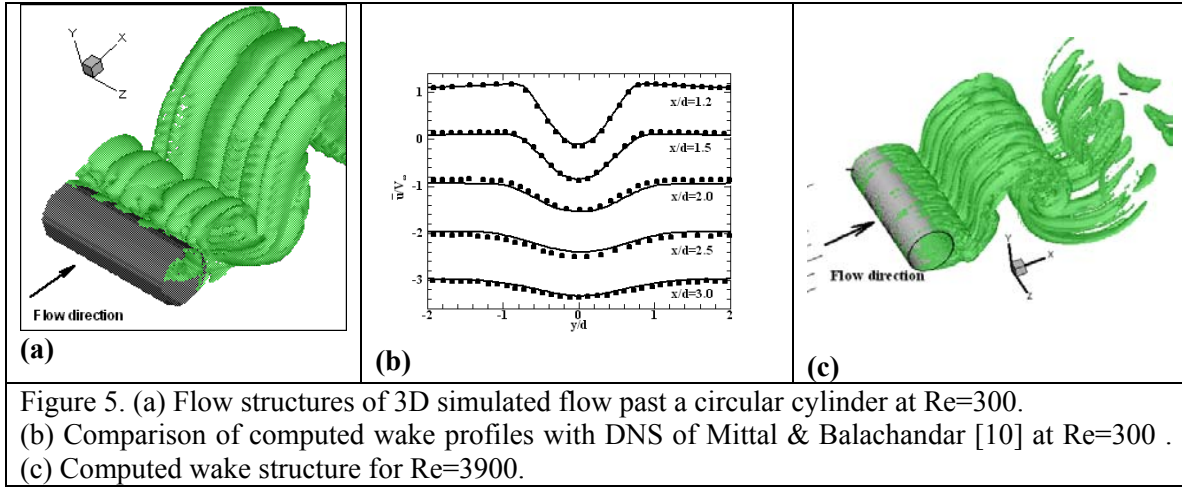 Y
X
Z
Flow direction
(a)
1
0
-1
-2
-3
u̅/V∞
x/d=1.2
x/d=1.5
x/d=2.0
x/d=2.5
x/d=3.0
-2
-1
0
1
2
y/d
(b)
Flow direction
Y
X
Z
(c)
Figure 5. (a) Flow structures of 3D simulated flow past a circular cylinder at Re=300.
(b) Comparison of computed wake profiles with DNS of Mittal & Balachandar [10] at Re=300 .
(c) Computed wake structure for Re=3900.